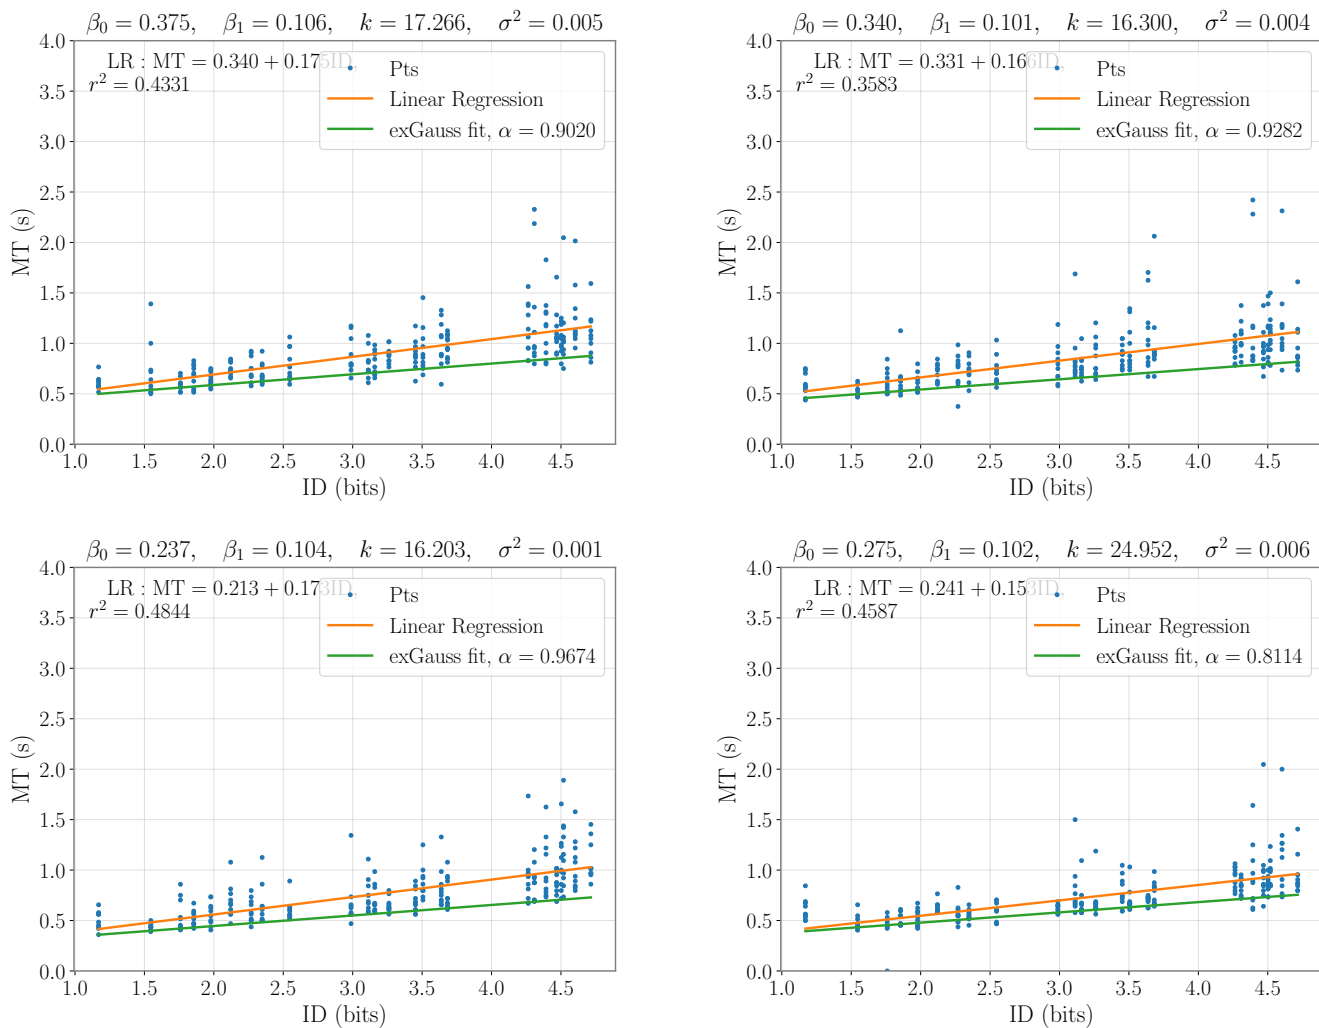 β₀ = 0.375, β₁ = 0.106, k = 17.266, σ² = 0.005
LR : MT = 0.340 + 0.175ID,
r² = 0.4331
Pts
Linear Regression
exGauss fit, α = 0.9020
4.0
3.5
3.0
2.5
2.0
1.5
1.0
0.5
0.0
MT (s)
1.0 1.5 2.0 2.5 3.0 3.5 4.0 4.5
ID (bits)
β₀ = 0.340, β₁ = 0.101, k = 16.300, σ² = 0.004
LR : MT = 0.331 + 0.166ID,
r² = 0.3583
Pts
Linear Regression
exGauss fit, α = 0.9282
4.0
3.5
3.0
2.5
2.0
1.5
1.0
0.5
0.0
MT (s)
1.0 1.5 2.0 2.5 3.0 3.5 4.0 4.5
ID (bits)
β₀ = 0.237, β₁ = 0.104, k = 16.203, σ² = 0.001
LR : MT = 0.213 + 0.173ID,
r² = 0.4844
Pts
Linear Regression
exGauss fit, α = 0.9674
4.0
3.5
3.0
2.5
2.0
1.5
1.0
0.5
0.0
MT (s)
1.0 1.5 2.0 2.5 3.0 3.5 4.0 4.5
ID (bits)
β₀ = 0.275, β₁ = 0.102, k = 24.952, σ² = 0.006
LR : MT = 0.241 + 0.153ID,
r² = 0.4587
Pts
Linear Regression
exGauss fit, α = 0.8114
4.0
3.5
3.0
2.5
2.0
1.5
1.0
0.5
0.0
MT (s)
1.0 1.5 2.0 2.5 3.0 3.5 4.0 4.5
ID (bits)